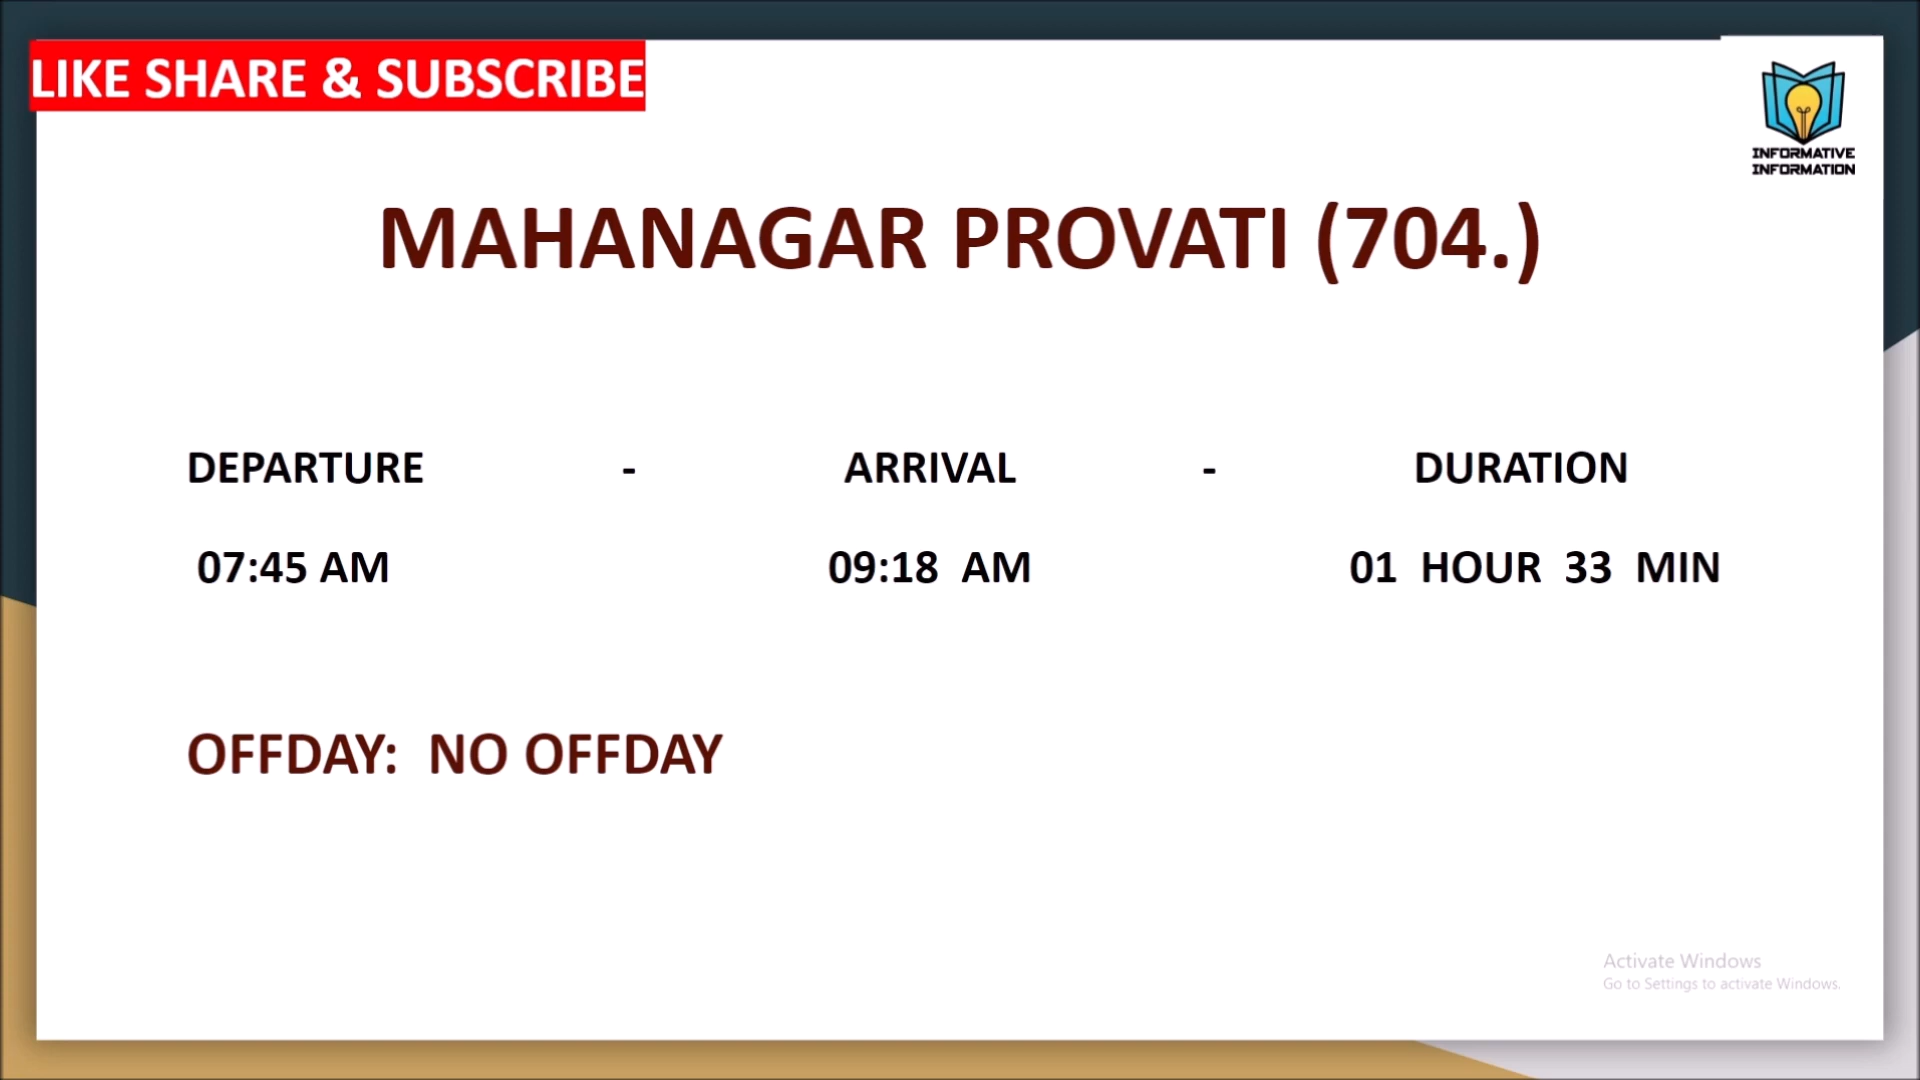 LIKE SHARE & SUBSCRIBE
INFORMATIVE
INFORMATION
MAHANAGAR PROVATI (704.)
DEPARTURE - ARRIVAL - DURATION
07:45 AM 09:18 AM 01 HOUR 33 MIN
OFFDAY: NO OFFDAY
Activate Windows
Go to Settings to activate Windows.